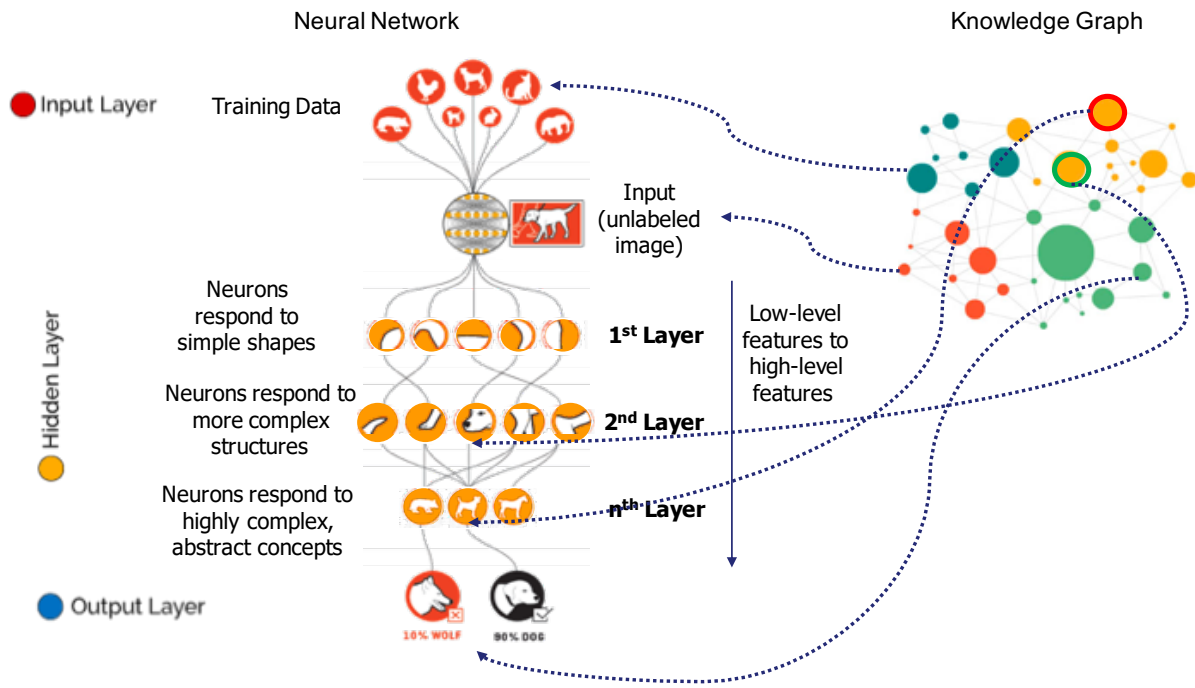 Neural Network
Knowledge Graph
Input Layer
Training Data
Input
(unlabeled
image)
Neurons
respond to
simple shapes
1st Layer
Low-level
features to
high-level
features
Hidden Layer
Neurons respond to
more complex
structures
2nd Layer
Neurons respond to
highly complex,
abstract concepts
nth Layer
Output Layer
10% WOLF
90% DOG